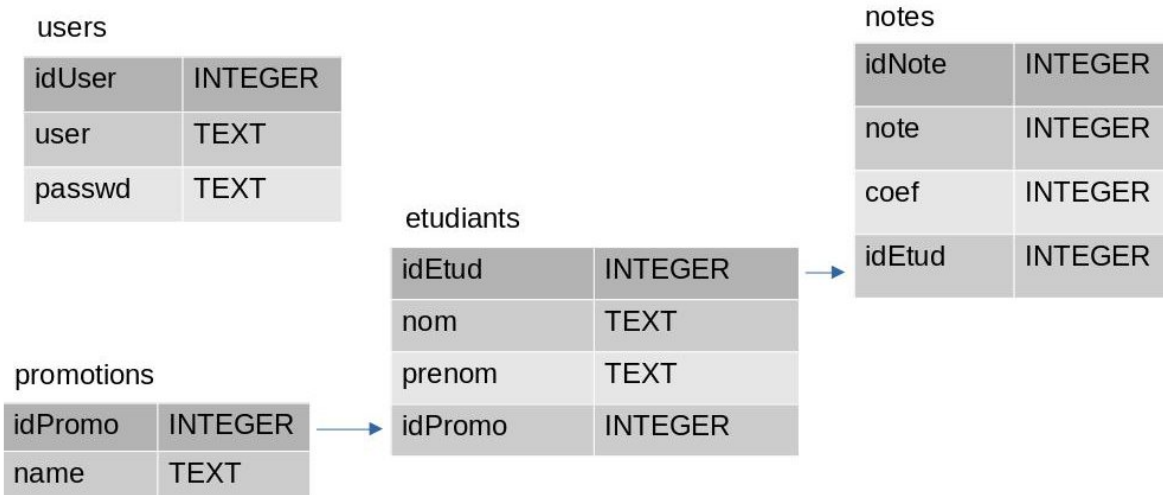 users
idUser INTEGER
user TEXT
passwd TEXT
promotions
idPromo INTEGER
name TEXT
etudiants
idEtud INTEGER
nom TEXT
prenom TEXT
idPromo INTEGER
notes
idNote INTEGER
note INTEGER
coef INTEGER
idEtud INTEGER